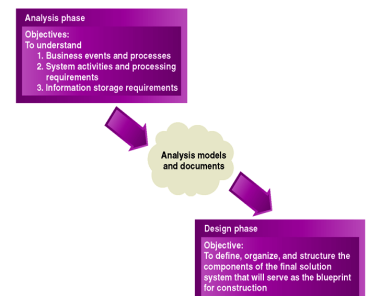 Analysis phase
Objectives:
To understand
1. Business events and processes
2. System activities and processing
requirements
3. Information storage requirements
Analysis models
and documents
Design phase
Objective:
To define, organize, and structure the
components of the final solution
system that will serve as the blueprint
for construction